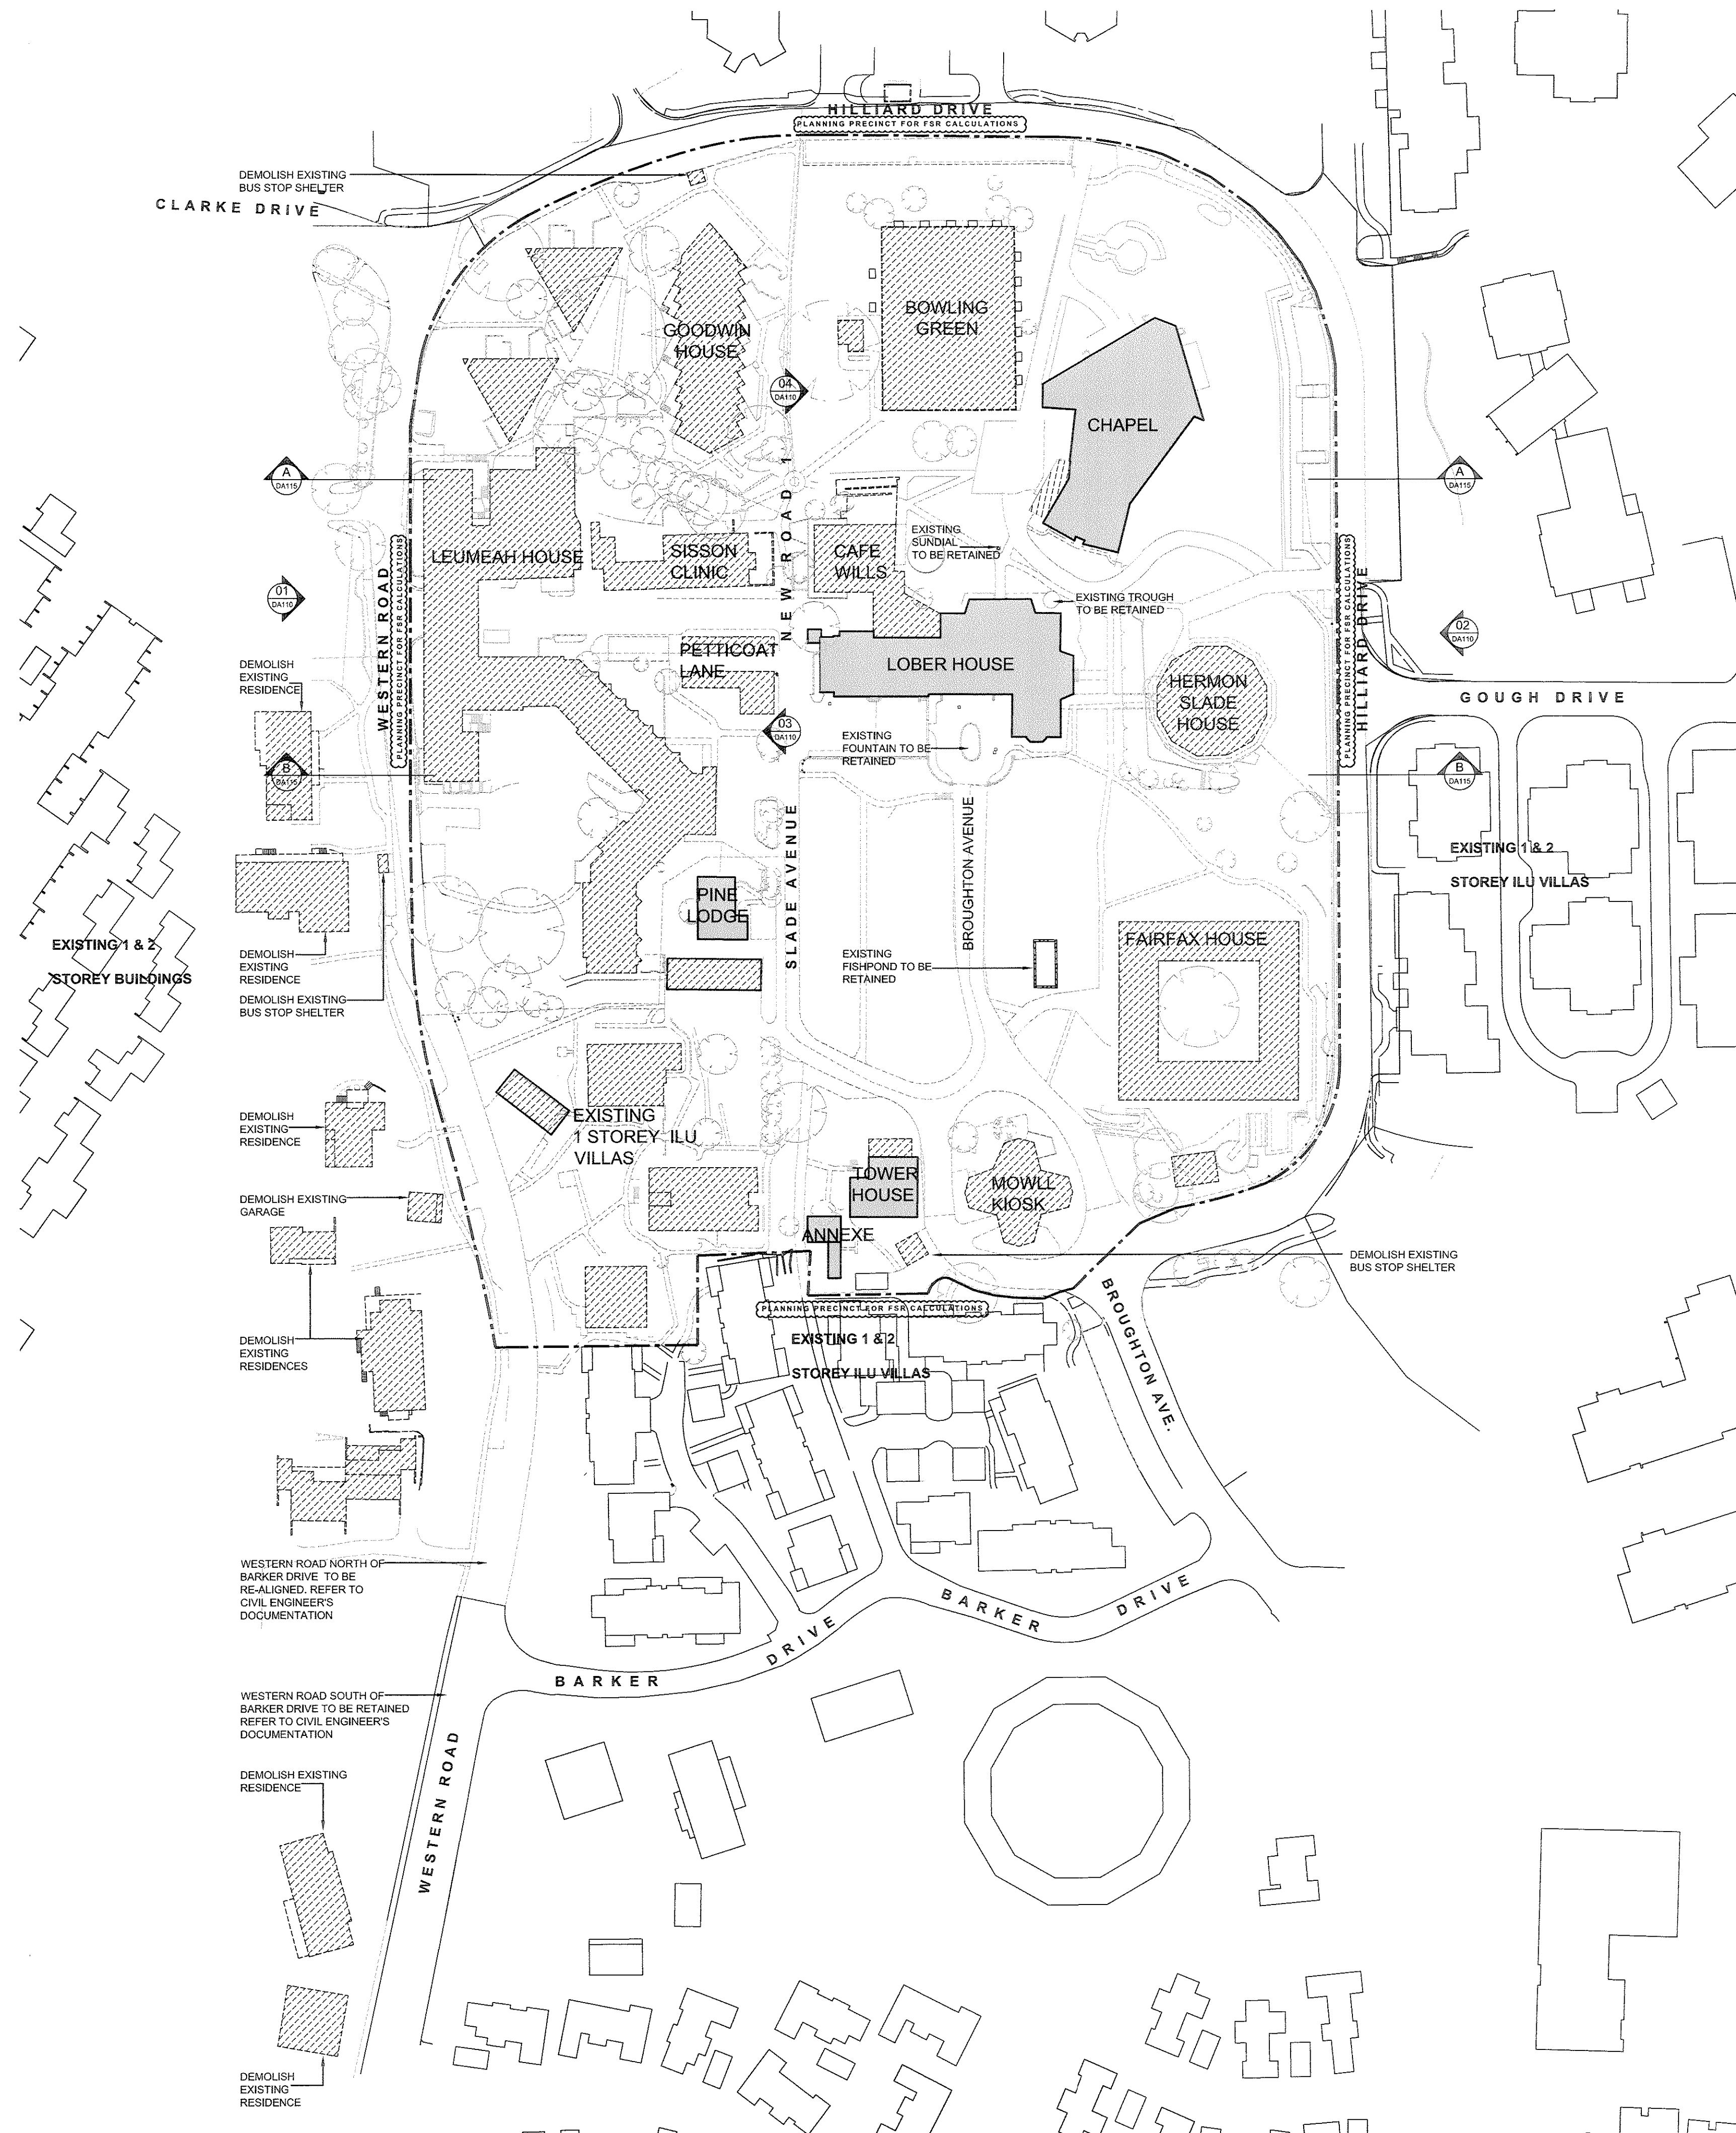 HILLIARD DRIVE
PLANNING PRECINCT FOR FSR CALCULATIONS
DEMOLISH EXISTING
BUS STOP SHELTER
CLARKE DRIVE
GOODWIN
HOUSE
BOWLING
GREEN
04
DA110
CHAPEL
A
DA115
A
DA115
NEW ROAD 1
LEUMEAH HOUSE
SISSON
CLINIC
CAFE
WILLS
EXISTING
SUNDIAL
TO BE RETAINED
WESTERN ROAD
PLANNING PRECINCT FOR FSR CALCULATIONS
01
DA110
EXISTING TROUGH
TO BE RETAINED
PLANNING PRECINCT FOR FSR CALCULATIONS
HILLIARD DRIVE
02
DA110
PETTICOAT
LANE
LOBER HOUSE
HERMON
SLADE
HOUSE
GOUGH DRIVE
DEMOLISH
EXISTING
RESIDENCE
03
DA110
EXISTING
FOUNTAIN TO BE
RETAINED
B
DA115
B
DA115
SLADE AVENUE
BROUGHTON AVENUE
EXISTING 1 & 2
STOREY ILU VILLAS
PINE
LODGE
EXISTING 1 & 2
STOREY BUILDINGS
DEMOLISH
EXISTING
RESIDENCE
DEMOLISH EXISTING
BUS STOP SHELTER
EXISTING
FISHPOND TO BE
RETAINED
FAIRFAX HOUSE
DEMOLISH
EXISTING
RESIDENCE
EXISTING
1 STOREY ILU
VILLAS
TOWER
HOUSE
MOWLL
KIOSK
DEMOLISH EXISTING
GARAGE
ANNEXE
DEMOLISH EXISTING
BUS STOP SHELTER
PLANNING PRECINCT FOR FSR CALCULATIONS
DEMOLISH
EXISTING
RESIDENCES
EXISTING 1 & 2
STOREY ILU VILLAS
BROUGHTON AVE.
WESTERN ROAD NORTH OF
BARKER DRIVE TO BE
RE-ALIGNED. REFER TO
CIVIL ENGINEER'S
DOCUMENTATION
BARKER DRIVE
BARKER DRIVE
WESTERN ROAD SOUTH OF
BARKER DRIVE TO BE RETAINED
REFER TO CIVIL ENGINEER'S
DOCUMENTATION
WESTERN ROAD
DEMOLISH EXISTING
RESIDENCE
DEMOLISH
EXISTING
RESIDENCE